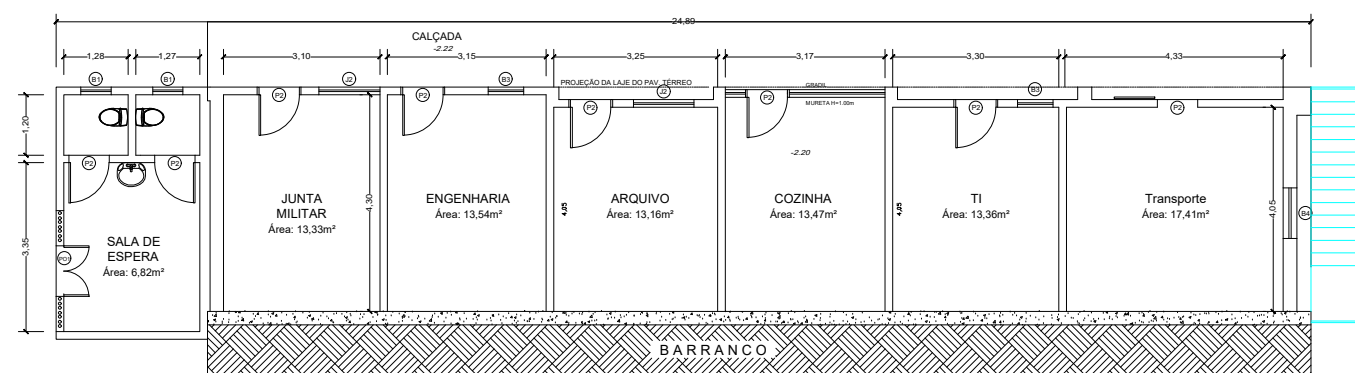 24,89
CALÇADA
-2.22
1,28
1,27
3,10
3,15
3,25
3,17
3,30
4,33
B1
B1
J2
B3
PROJEÇÃO DA LAJE DO PAV. TÉRREO
J2
GRADIL
B3
P2
P2
P2
P2
MURETA H=1.00m
P2
P2
1,20
P2
P2
-2.20
3,35
4,30
4,05
4,05
4,05
B4
JUNTA
MILITAR
Área: 13,33m²
ENGENHARIA
Área: 13,54m²
ARQUIVO
Área: 13,16m²
COZINHA
Área: 13,47m²
TI
Área: 13,36m²
Transporte
Área: 17,41m²
SALA DE
ESPERA
Área: 6,82m²
PO1
BARRANCO